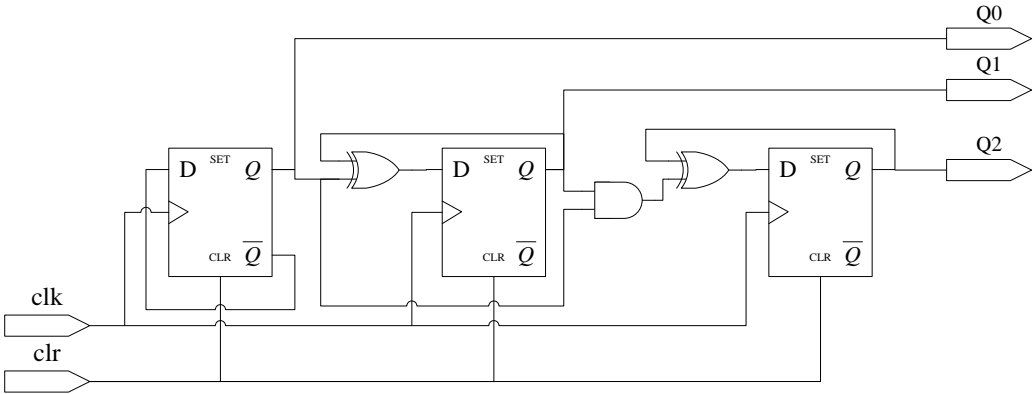 Q0
Q1
Q2
D SET Q
CLR Q̅
D SET Q
CLR Q̅
D SET Q
CLR Q̅
clk
clr